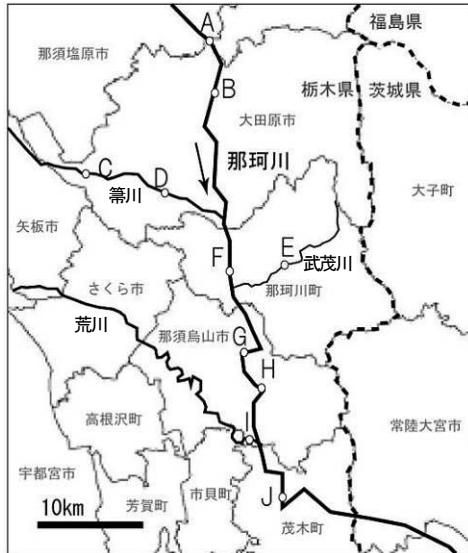 A
福島県
那須塩原市
栃木県
茨城県
B
大田原市
那珂川
C
D
箒川
大子町
矢板市
E
武茂川
F
那珂川町
さくら市
荒川
那須烏山市
G
H
高根沢町
常陸大宮市
I
宇都宮市
市貝町
J
芳賀町
茂木町
10km